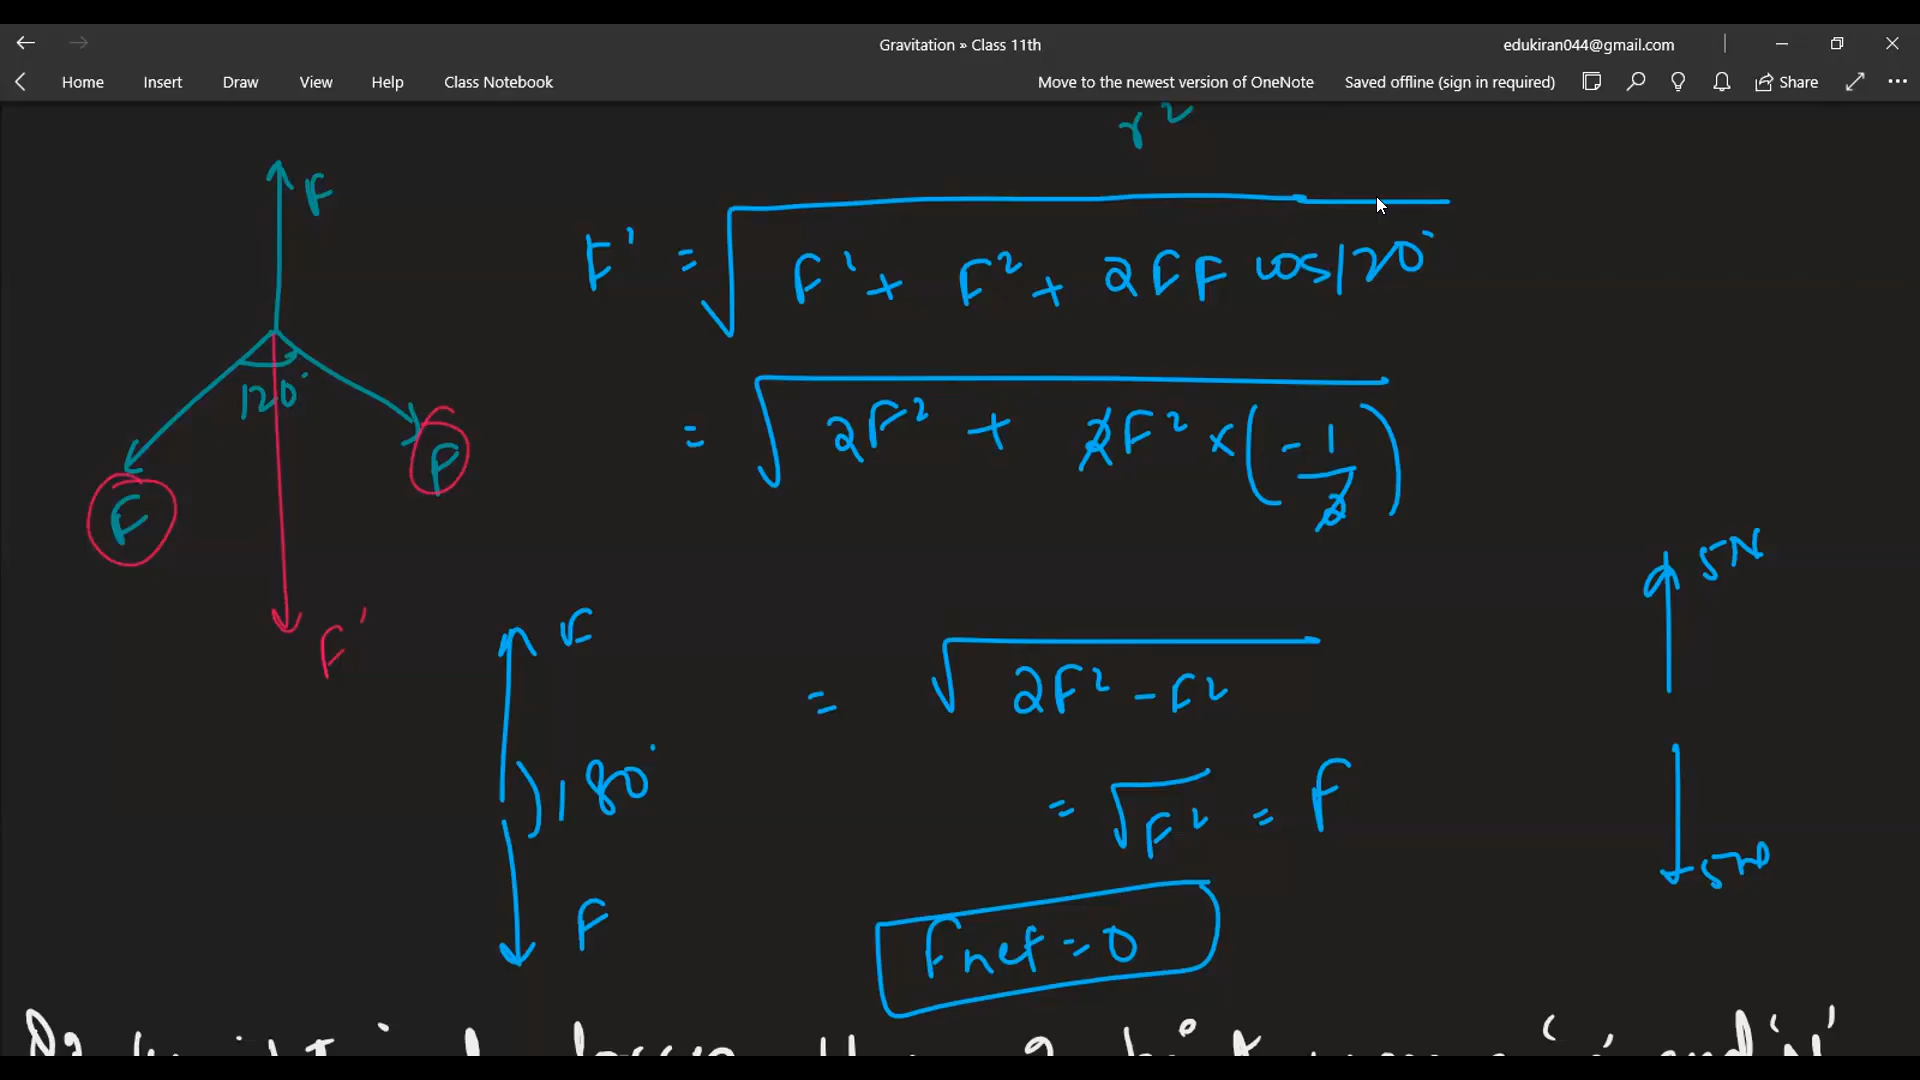 Gravitation » Class 11th
edukiran044@gmail.com
Home Insert Draw View Help Class Notebook
Move to the newest version of OneNote Saved offline (sign in required) Share
r²
F
F' = √(F² + F² + 2FF cos120°)
120°
= √(2F² + 2F² × (-1/2))
F
F
5N
F'
F
= √(2F² - F²)
180°
= √F² = F
5N
F
Fnet = 0
and 'r'